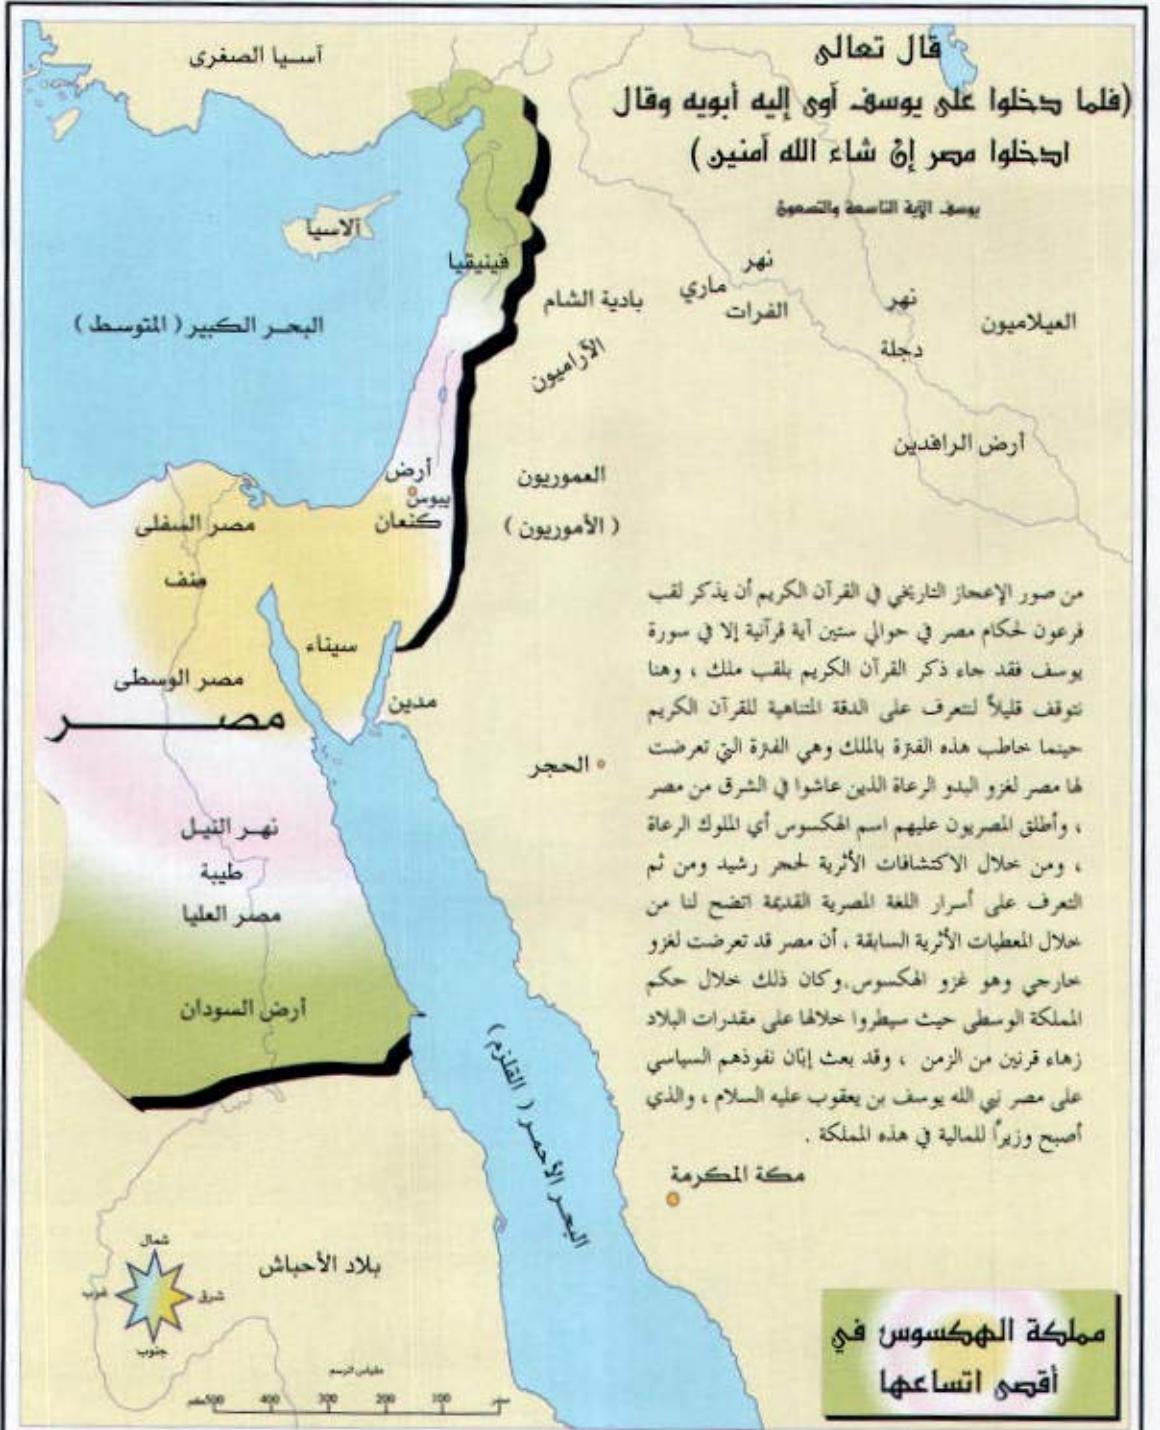 قال تعالى
(فلما دخلوا على يوسف آوى إليه أبويه وقال
ادخلوا مصر إن شاء الله آمنين)
يوسف الآية التاسعة والتسعون
آسيا الصغرى
آلاسيا
فينيقيا
البحر الكبير (المتوسط)
بادية الشام
ماري
نهر
الفرات
نهر
دجلة
العيلاميون
الآراميون
أرض الرافدين
العموريون
(الأموريون)
أرض
يبوس
كنعان
مصر السفلى
منف
سيناء
مصر الوسطى
مدين
مصر
الحجر
نهر النيل
طيبة
مصر العليا
أرض السودان
البحر الأحمر (القلزم)
من صور الإعجاز التاريخي في القرآن الكريم أن يذكر لقب
فرعون لحكام مصر في حوالي ستين آية قرآنية إلا في سورة
يوسف فقد جاء ذكر القرآن الكريم بلقب ملك ، وهنا
نتوقف قليلاً لنتعرف على الدقة المتناهية للقرآن الكريم
حينما خاطب هذه الفترة بالملك وهي الفترة التي تعرضت
لها مصر لغزو البدو الرعاة الذين عاشوا في الشرق من مصر
، وأطلق المصريون عليهم اسم الهكسوس أي الملوك الرعاة
، ومن خلال الاكتشافات الأثرية لحجر رشيد ومن ثم
التعرف على أسرار اللغة المصرية القديمة اتضح لنا من
خلال المعطيات الأثرية السابقة ، أن مصر قد تعرضت لغزو
خارجي وهو غزو الهكسوس.وكان ذلك خلال حكم
المملكة الوسطى حيث سيطروا خلالها على مقدرات البلاد
زهاء قرنين من الزمن ، وقد بعث إبّان نفوذهم السياسي
على مصر نبي الله يوسف بن يعقوب عليه السلام ، والذي
أصبح وزيراً للمالية في هذه المملكة .
مكة المكرمة
بلاد الأحباش
شمال
شرق
غرب
جنوب
مقياس الرسم
500 400 300 200 100 صفر
مملكة الهكسوس في
أقصى اتساعها